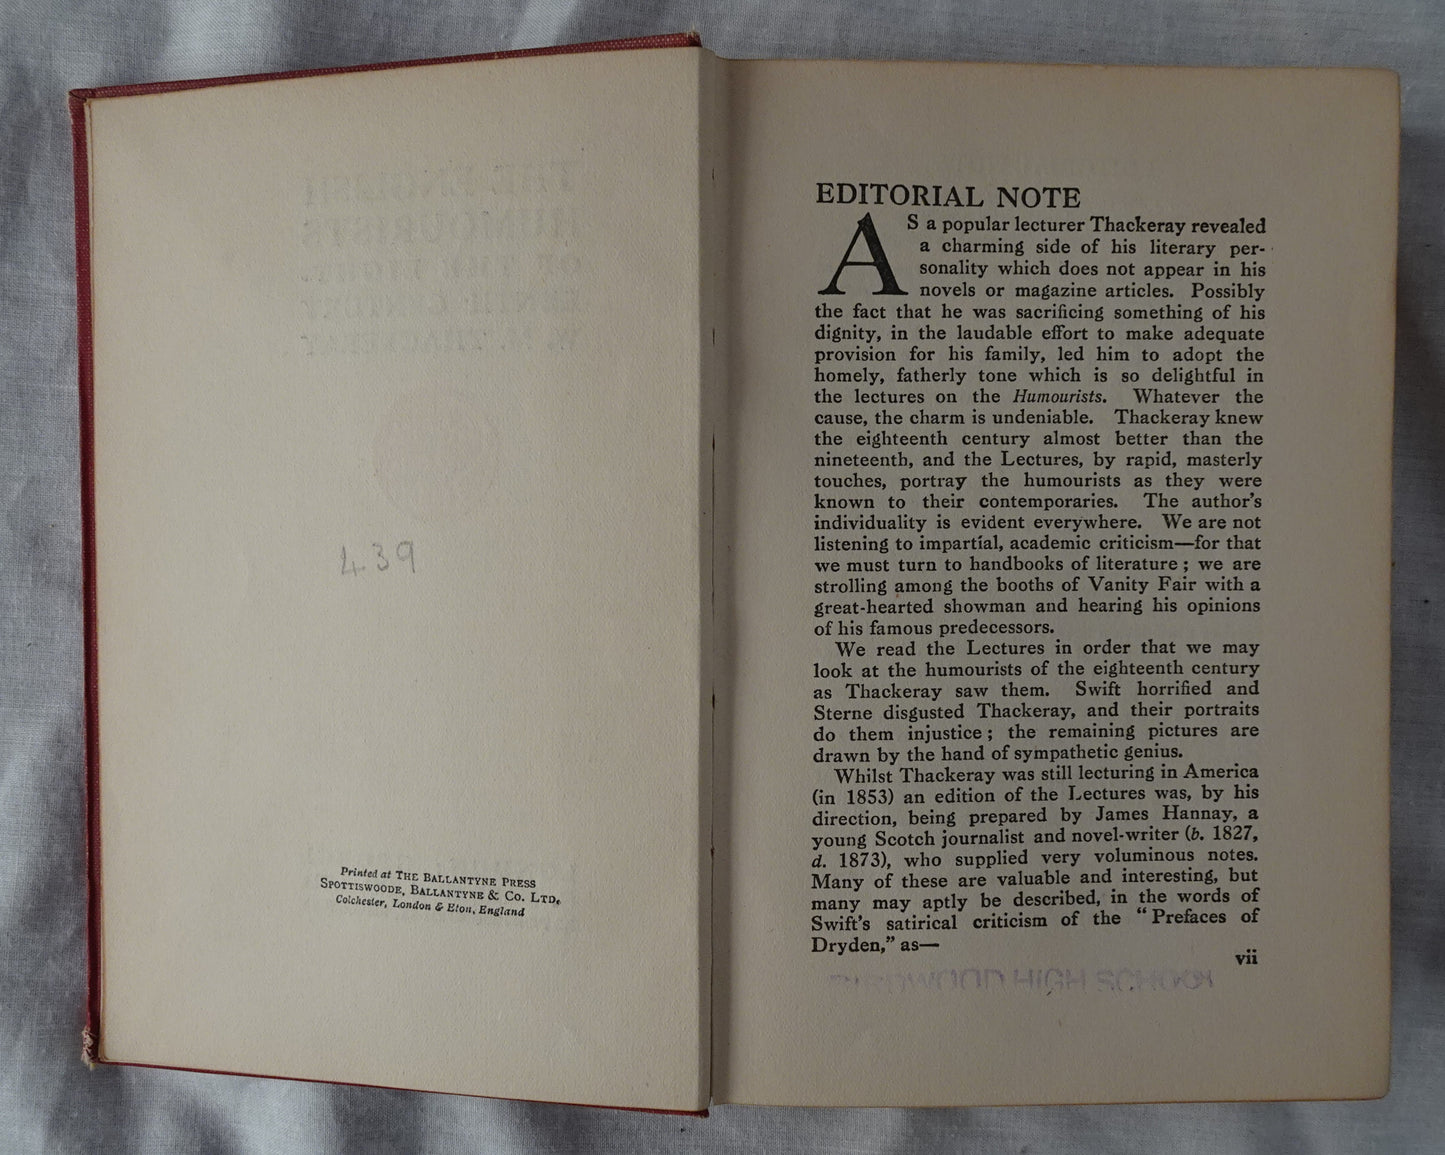 439
Printed at THE BALLANTYNE PRESS
SPOTTISWOODE, BALLANTYNE & CO. LTD.
Colchester, London & Eton, England
EDITORIAL NOTE
AS a popular lecturer Thackeray revealed
a charming side of his literary per-
sonality which does not appear in his
novels or magazine articles. Possibly
the fact that he was sacrificing something of his
dignity, in the laudable effort to make adequate
provision for his family, led him to adopt the
homely, fatherly tone which is so delightful in
the lectures on the Humourists. Whatever the
cause, the charm is undeniable. Thackeray knew
the eighteenth century almost better than the
nineteenth, and the Lectures, by rapid, masterly
touches, portray the humourists as they were
known to their contemporaries. The author's
individuality is evident everywhere. We are not
listening to impartial, academic criticism—for that
we must turn to handbooks of literature ; we are
strolling among the booths of Vanity Fair with a
great-hearted showman and hearing his opinions
of his famous predecessors.
We read the Lectures in order that we may
look at the humourists of the eighteenth century
as Thackeray saw them. Swift horrified and
Sterne disgusted Thackeray, and their portraits
do them injustice ; the remaining pictures are
drawn by the hand of sympathetic genius.
Whilst Thackeray was still lecturing in America
(in 1853) an edition of the Lectures was, by his
direction, being prepared by James Hannay, a
young Scotch journalist and novel-writer (b. 1827,
d. 1873), who supplied very voluminous notes.
Many of these are valuable and interesting, but
many may aptly be described, in the words of
Swift's satirical criticism of the "Prefaces of
Dryden," as—
vii
HIGH SCHOOL